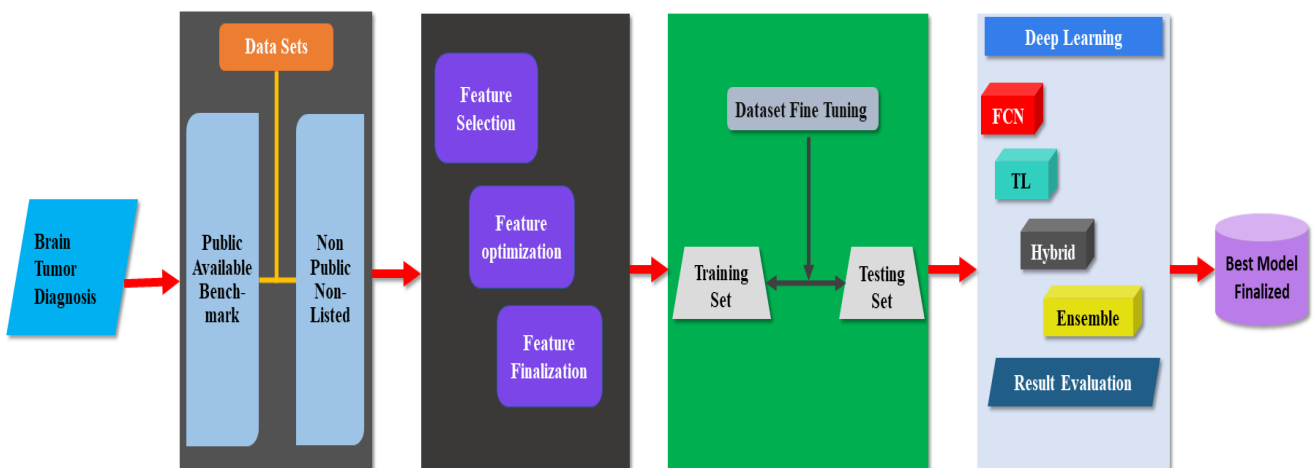 Brain
Tumor
Diagnosis
Data Sets
Public
Available
Bench-
mark
Non
Public
Non-
Listed
Feature
Selection
Feature
optimization
Feature
Finalization
Dataset Fine Tuning
Training
Set
Testing
Set
Deep Learning
FCN
TL
Hybrid
Ensemble
Result Evaluation
Best Model
Finalized